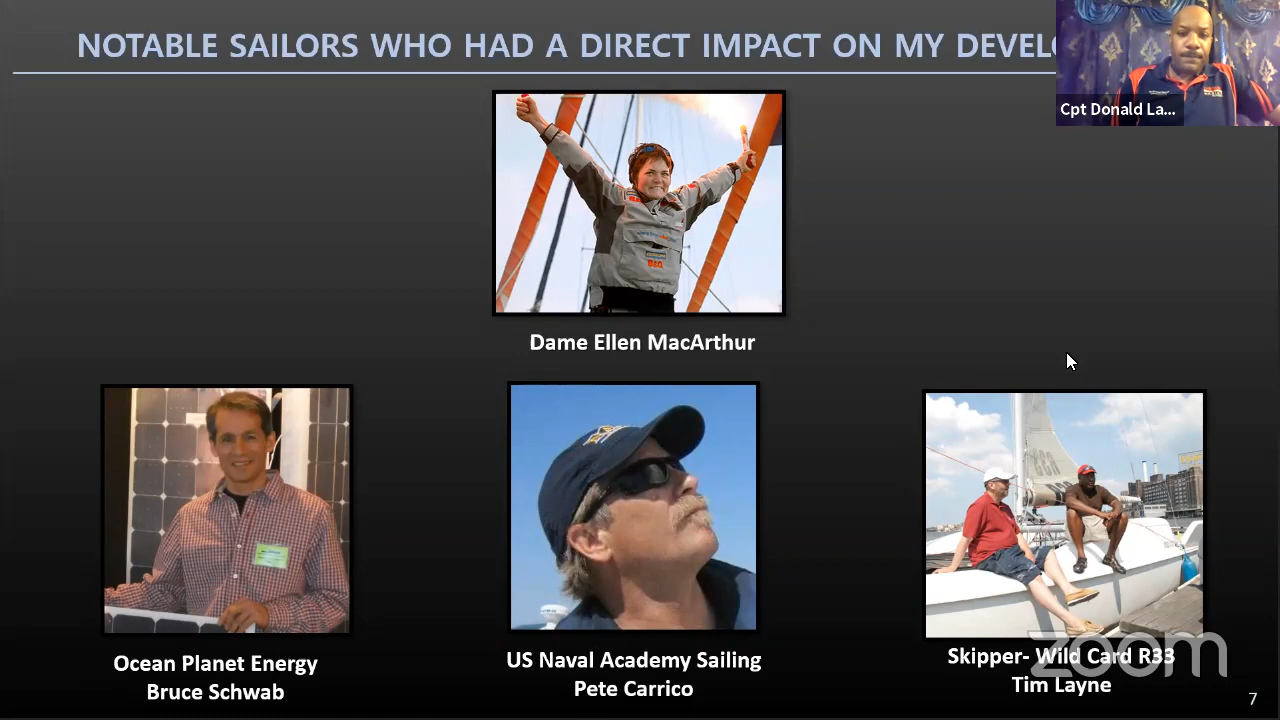 NOTABLE SAILORS WHO HAD A DIRECT IMPACT ON MY DEVELO
Cpt Donald La...
B&Q
Dame Ellen MacArthur
Ocean Planet Energy
Bruce Schwab
US Naval Academy Sailing
Pete Carrico
Skipper- Wild Card R33
Tim Layne
zoom
7